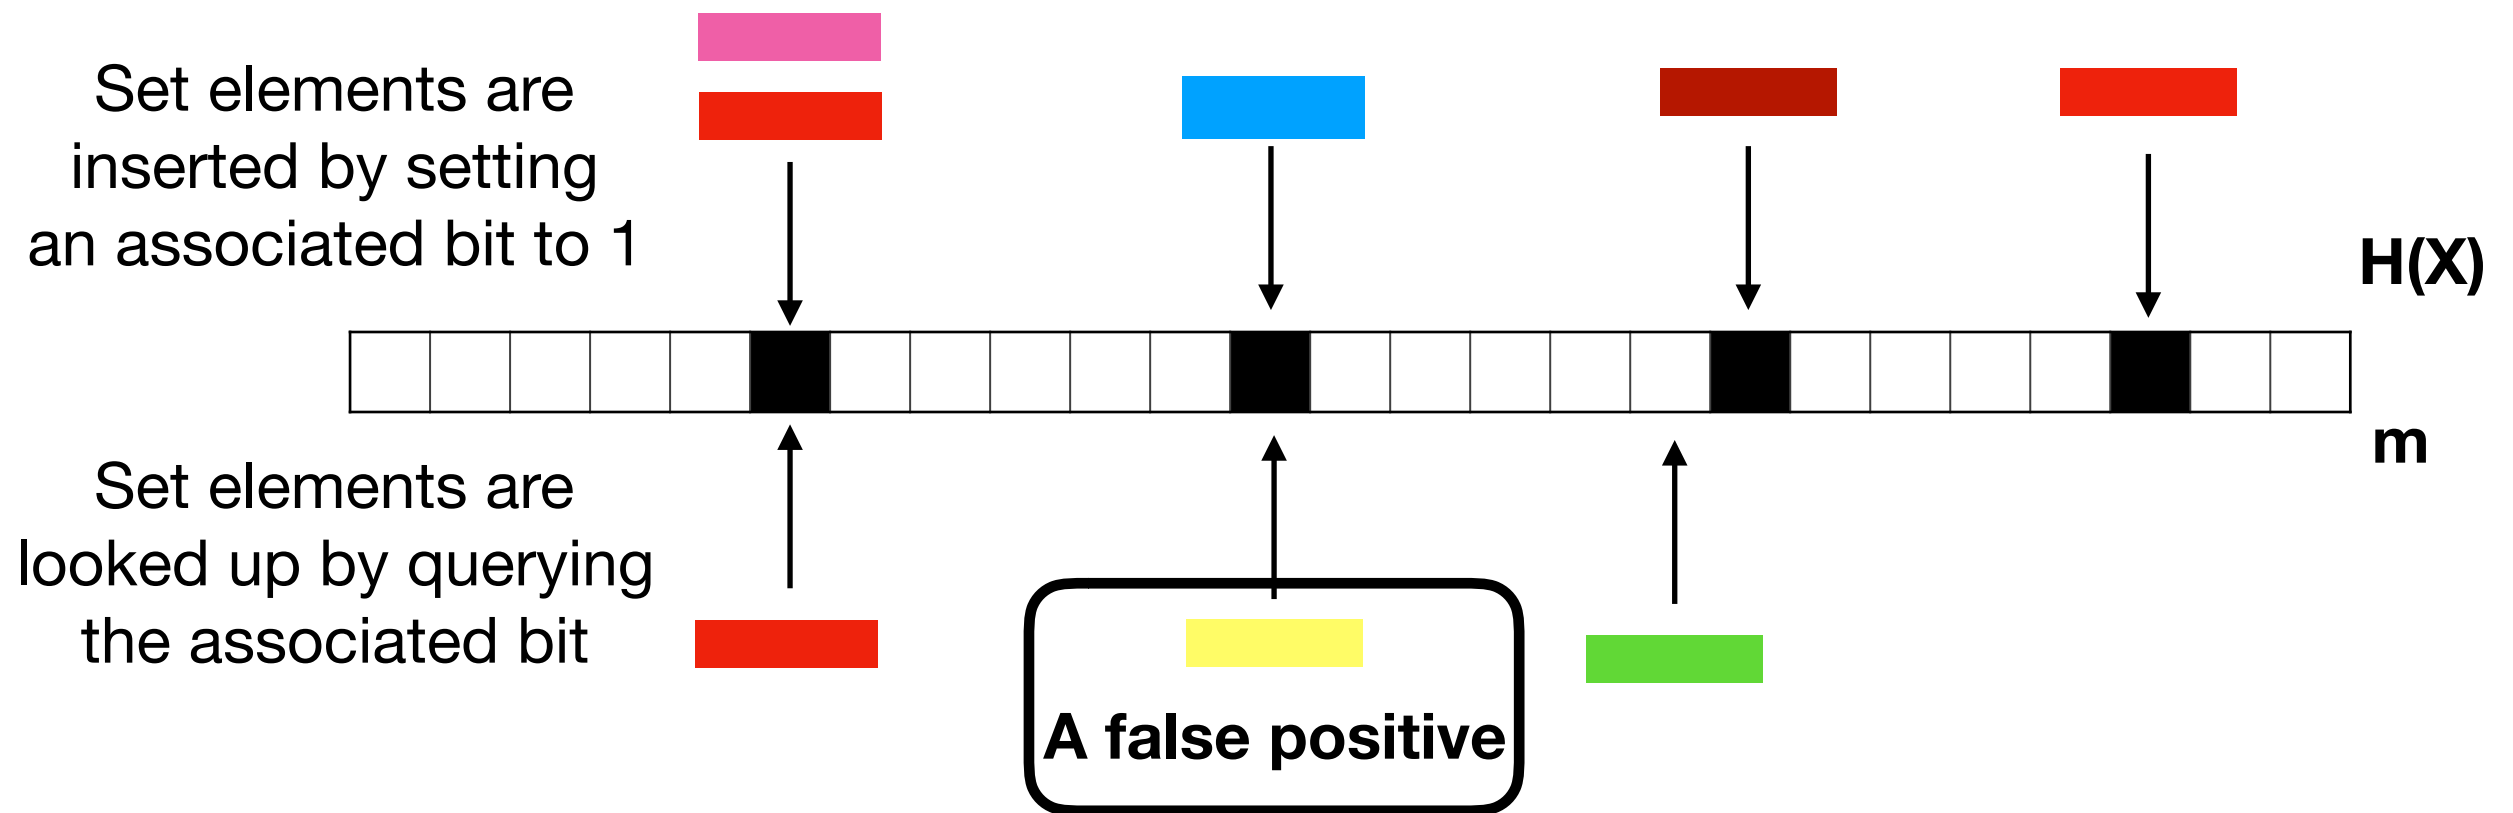 Set elements are
inserted by setting
an associated bit to 1
H(X)
m
Set elements are
looked up by querying
the associated bit
A false positive